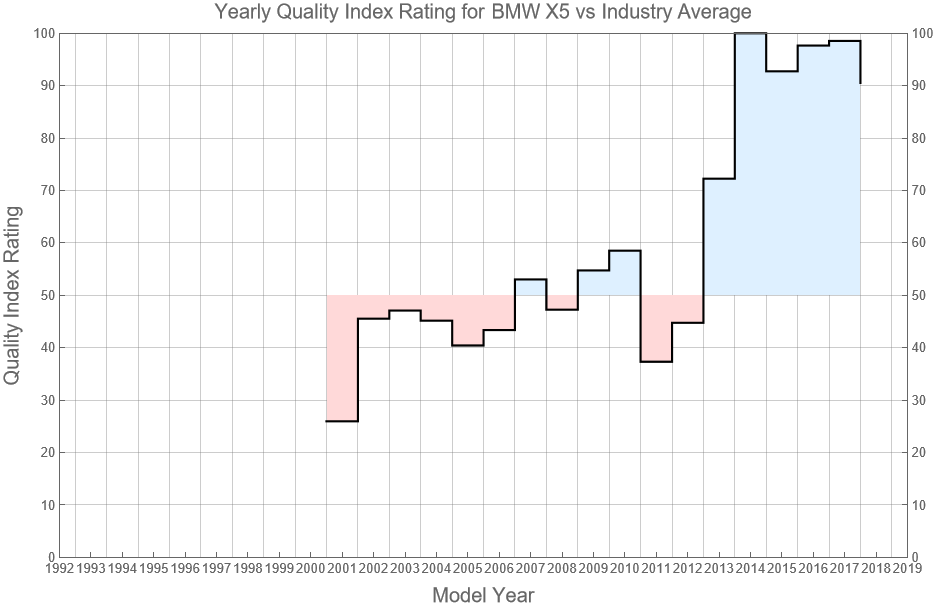 Yearly Quality Index Rating for BMW X5 vs Industry Average
100 100
90 90
80 80
70 70
60 60
50 50
40 40
30 30
20 20
10 10
0 0
Quality Index Rating
1992 1993 1994 1995 1996 1997 1998 1999 2000 2001 2002 2003 2004 2005 2006 2007 2008 2009 2010 2011 2012 2013 2014 2015 2016 2017 2018 2019
Model Year